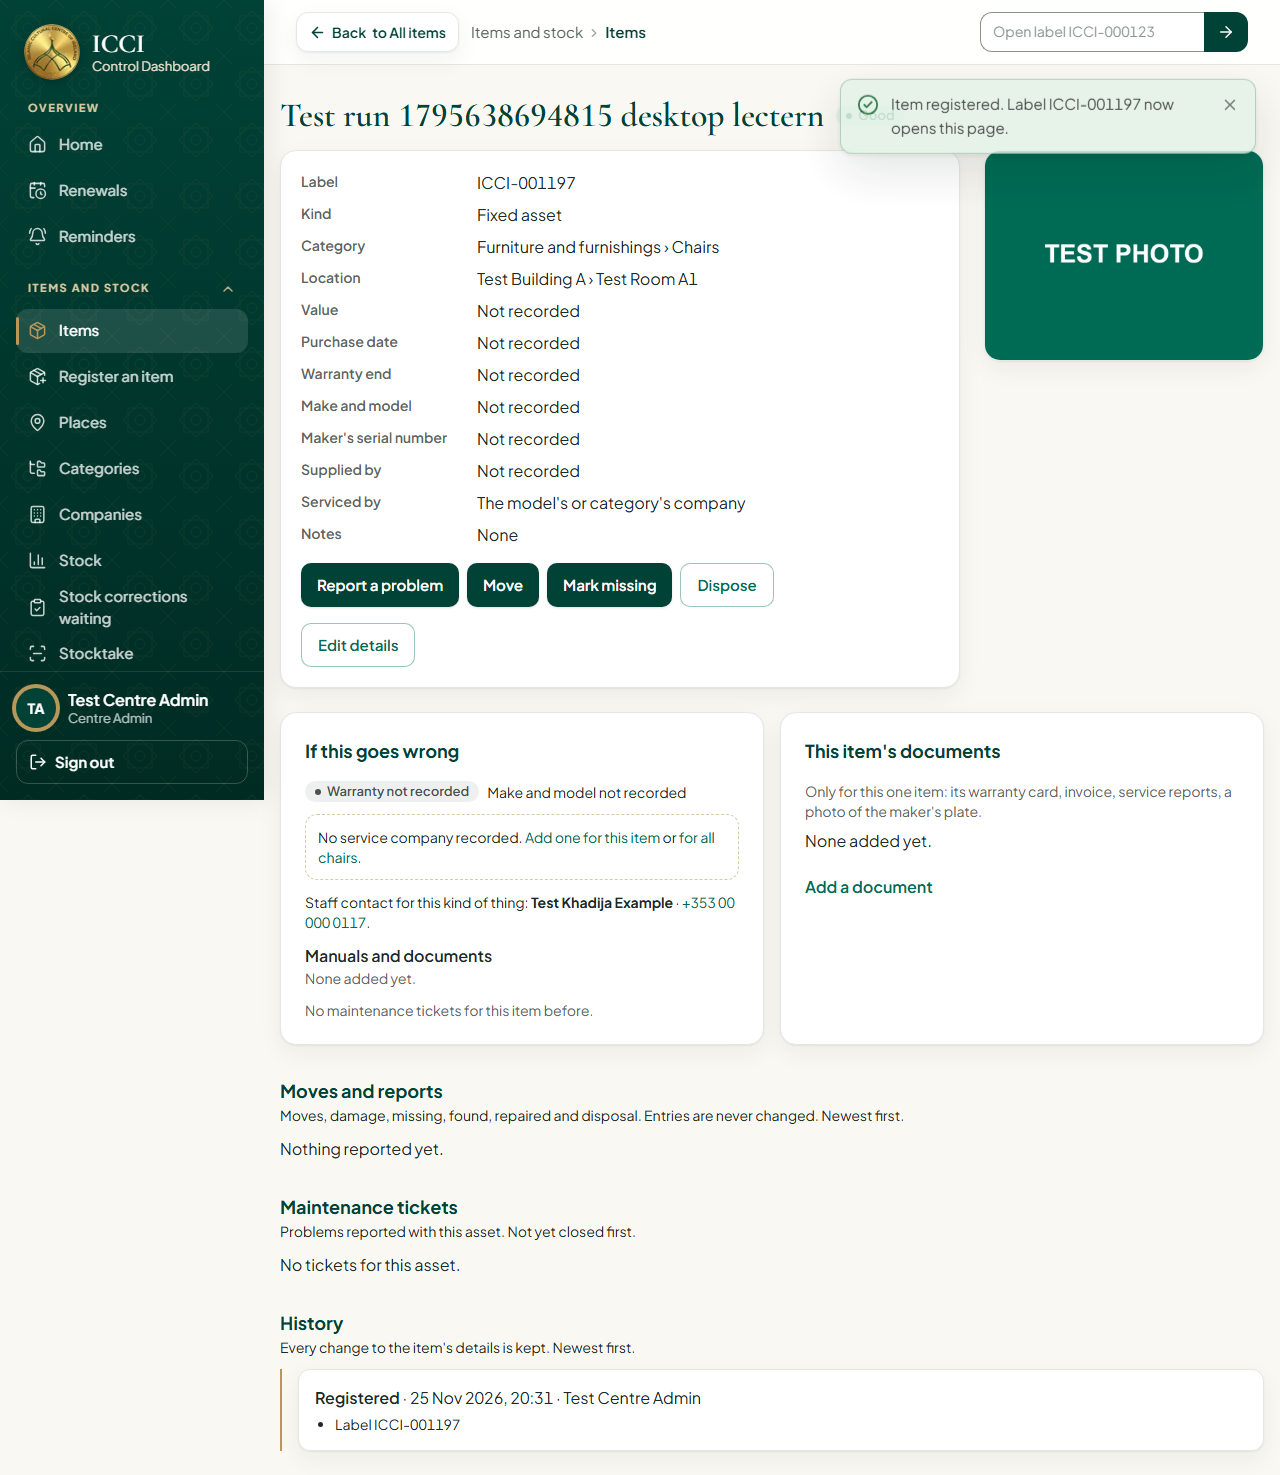 ICCI
Control Dashboard
OVERVIEW
Home
Renewals
Reminders
ITEMS AND STOCK
Items
Register an item
Places
Categories
Companies
Stock
Stock corrections
waiting
Stocktake
TA
Test Centre Admin
Centre Admin
Sign out
Back to All items
Items and stock › Items
Open label ICCI-000123
Item registered. Label ICCI-001197 now
opens this page.
Test run 1795638694815 desktop lectern
Good
Label ICCI-001197
Kind Fixed asset
Category Furniture and furnishings › Chairs
Location Test Building A › Test Room A1
Value Not recorded
Purchase date Not recorded
Warranty end Not recorded
Make and model Not recorded
Maker's serial number Not recorded
Supplied by Not recorded
Serviced by The model's or category's company
Notes None
Report a problem Move Mark missing Dispose
Edit details
TEST PHOTO
If this goes wrong
Warranty not recorded Make and model not recorded
No service company recorded. Add one for this item or for all
chairs.
Staff contact for this kind of thing: Test Khadija Example · +353 00
000 0117.
Manuals and documents
None added yet.
No maintenance tickets for this item before.
This item's documents
Only for this one item: its warranty card, invoice, service reports, a
photo of the maker's plate.
None added yet.
Add a document
Moves and reports
Moves, damage, missing, found, repaired and disposal. Entries are never changed. Newest first.
Nothing reported yet.
Maintenance tickets
Problems reported with this asset. Not yet closed first.
No tickets for this asset.
History
Every change to the item's details is kept. Newest first.
Registered · 25 Nov 2026, 20:31 · Test Centre Admin
Label ICCI-001197